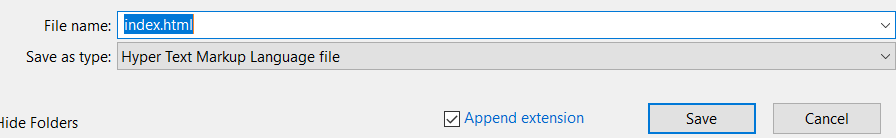 File name: index.html
Save as type: Hyper Text Markup Language file
Hide Folders Append extension Save Cancel